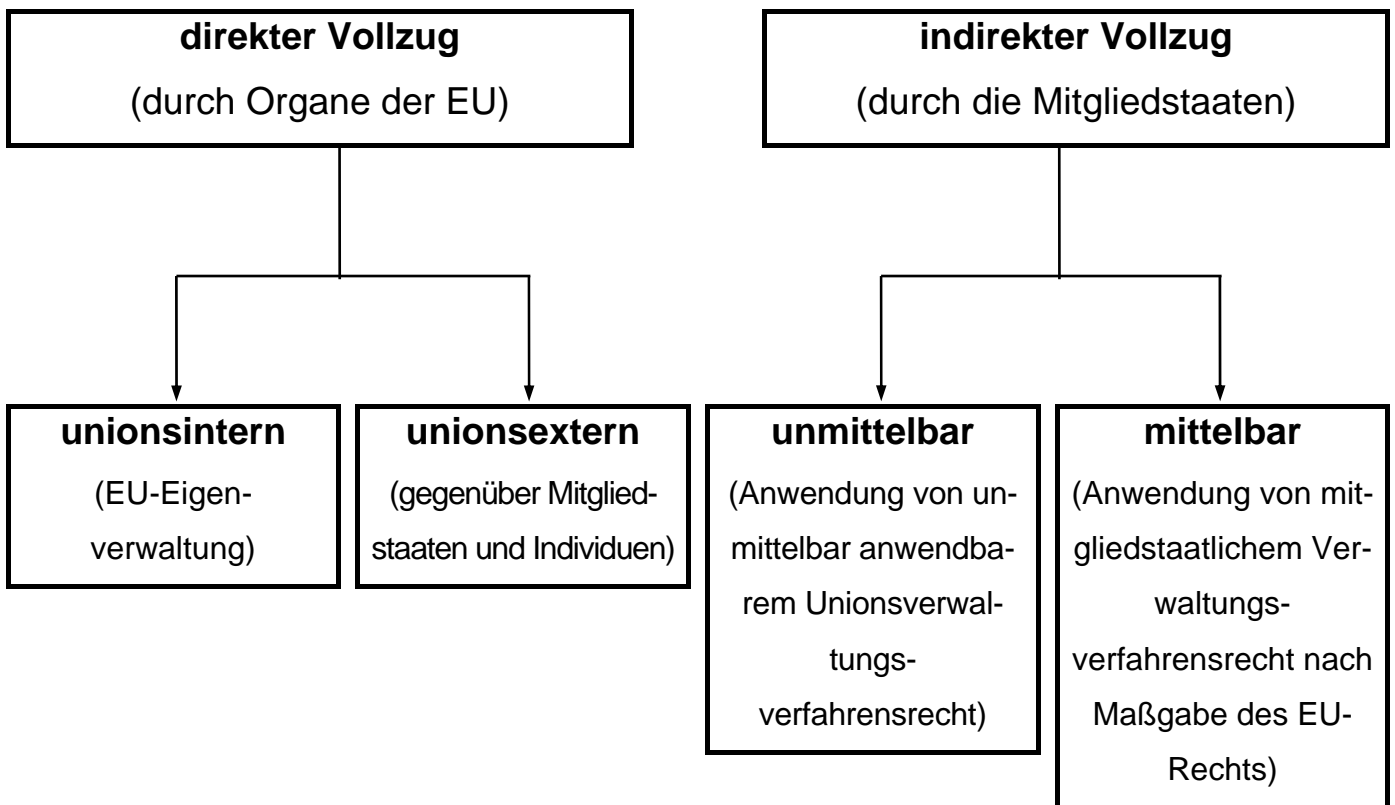 direkter Vollzug
(durch Organe der EU)
indirekter Vollzug
(durch die Mitgliedstaaten)
unionsintern
(EU-Eigen-
verwaltung)
unionsextern
(gegenüber Mitglied-
staaten und Individuen)
unmittelbar
(Anwendung von un-
mittelbar anwendba-
rem Unionsverwal-
tungs-
verfahrensrecht)
mittelbar
(Anwendung von mit-
gliedstaatlichem Ver-
waltungs-
verfahrensrecht nach
Maßgabe des EU-
Rechts)